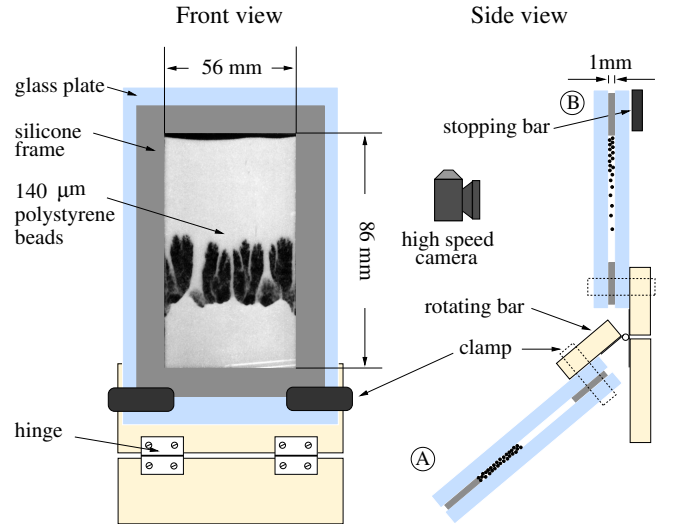 Front view
Side view
56 mm
1mm
glass plate
B
stopping bar
silicone
frame
140 μm
polystyrene
beads
86 mm
high speed
camera
rotating bar
clamp
hinge
A